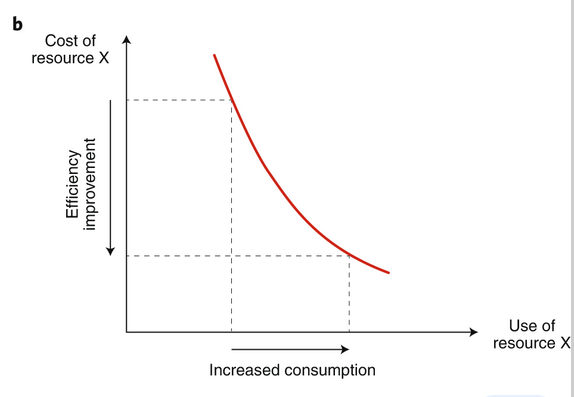 b
Cost of
resource X
Efficiency
improvement
Use of
resource X
Increased consumption